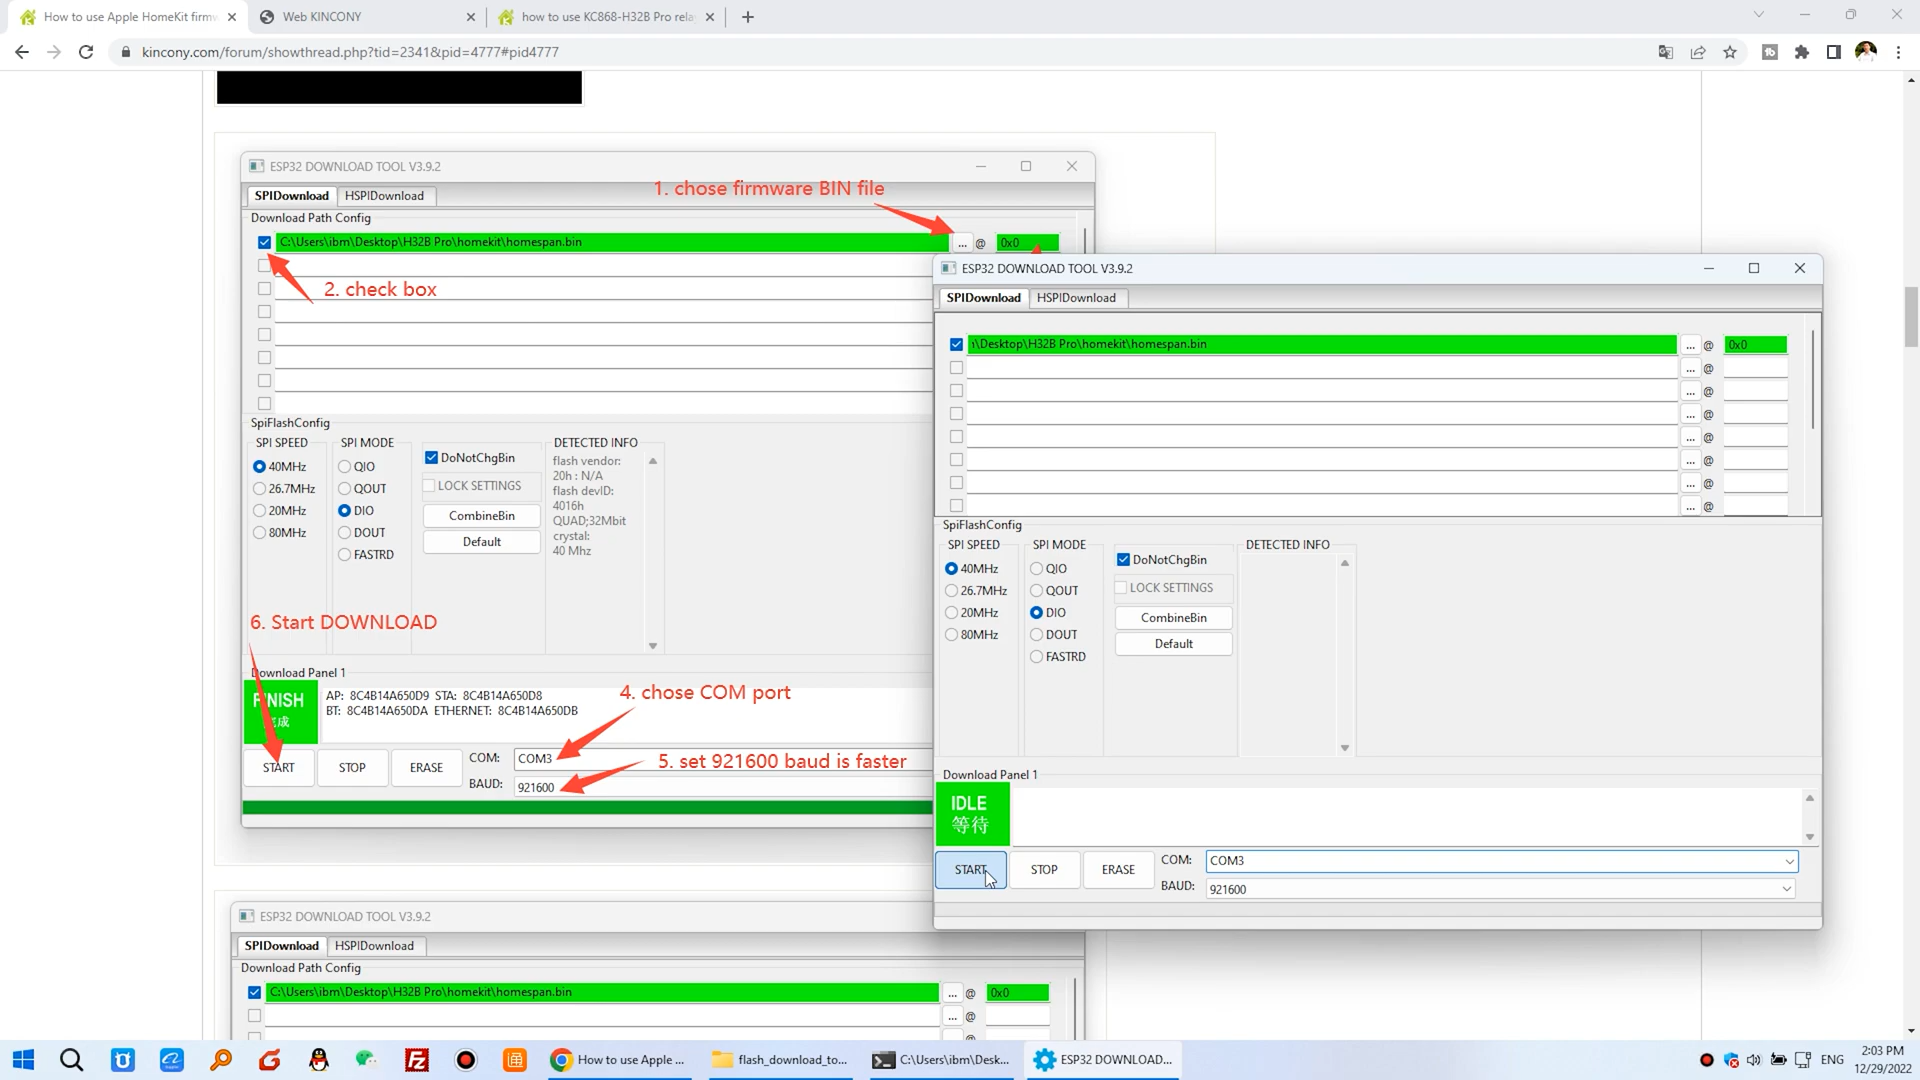 How to use Apple HomeKit firmw
Web KINCONY
how to use KC868-H32B Pro rela
kincony.com/forum/showthread.php?tid=2341&pid=4777#pid4777
ESP32 DOWNLOAD TOOL V3.9.2
SPIDownload HSPIDownload
1. chose firmware BIN file
Download Path Config
C:\Users\ibm\Desktop\H32B Pro\homekit\homespan.bin ... @ 0x0
2. check box
SpiFlashConfig
SPI SPEED SPI MODE DETECTED INFO
40MHz QIO DoNotChgBin flash vendor:
20h : N/A
26.7MHz QOUT LOCK SETTINGS flash devID:
4016h
20MHz DIO CombineBin QUAD;32Mbit
crystal:
80MHz DOUT Default 40 Mhz
FASTRD
6. Start DOWNLOAD
Download Panel 1
FINISH
完成
AP: 8C4B14A650D9 STA: 8C4B14A650D8
BT: 8C4B14A650DA ETHERNET: 8C4B14A650DB
4. chose COM port
START STOP ERASE COM: COM3
5. set 921600 baud is faster
BAUD: 921600
ESP32 DOWNLOAD TOOL V3.9.2
SPIDownload HSPIDownload
\Desktop\H32B Pro\homekit\homespan.bin ... @ 0x0
... @
... @
... @
... @
... @
... @
... @
SpiFlashConfig
SPI SPEED SPI MODE DETECTED INFO
40MHz QIO DoNotChgBin
26.7MHz QOUT LOCK SETTINGS
20MHz DIO CombineBin
80MHz DOUT Default
FASTRD
Download Panel 1
IDLE
等待
START STOP ERASE COM: COM3
BAUD: 921600
ESP32 DOWNLOAD TOOL V3.9.2
SPIDownload HSPIDownload
Download Path Config
C:\Users\ibm\Desktop\H32B Pro\homekit\homespan.bin ... @ 0x0
... @
How to use Apple ... flash_download_to... C:\Users\ibm\Desk... ESP32 DOWNLOAD...
ENG
2:03 PM
12/29/2022